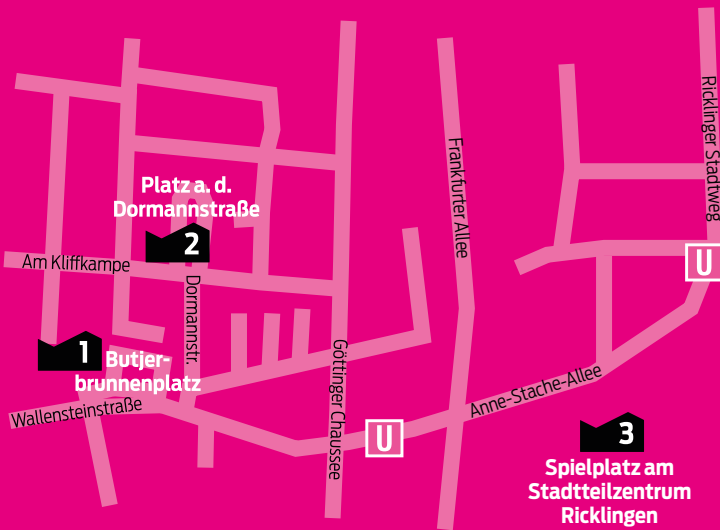 Ricklinger Stadtweg
Frankfurter Allee
Platz a. d.
Dormannstraße
2
Am Kliffkampe
U
Dormannstr.
1
Butjer-
brunnenplatz
Göttinger Chaussee
Wallensteinstraße
Anne-Stache-Allee
U
3
Spielplatz am
Stadtteilzentrum
Ricklingen